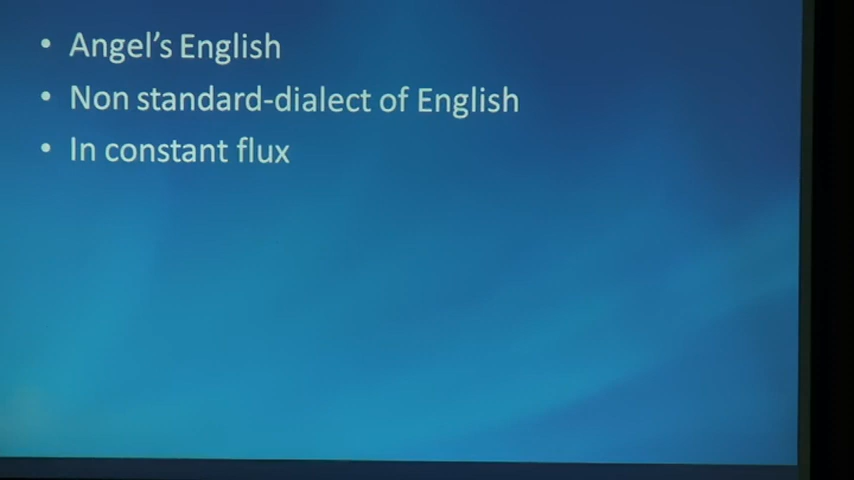 • Angel’s English
• Non standard-dialect of English
• In constant flux